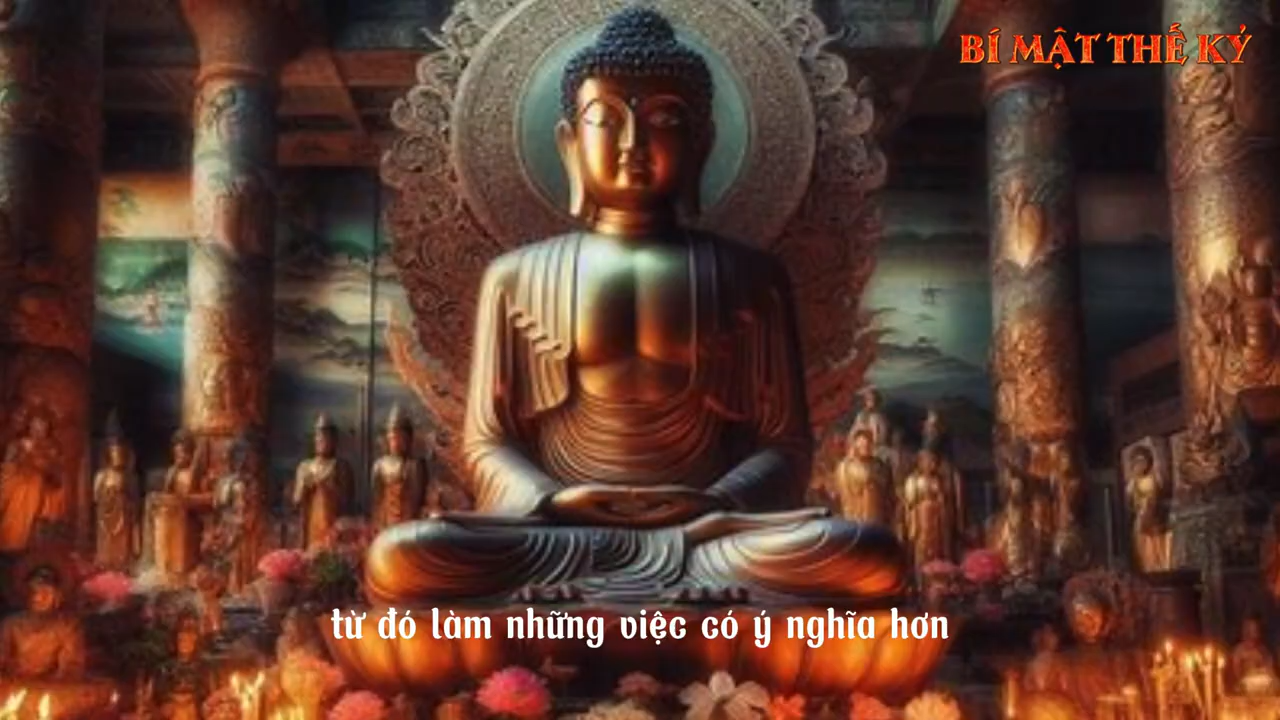 BÍ MẬT THẾ KỶ
từ đó làm những việc có ý nghĩa hơn